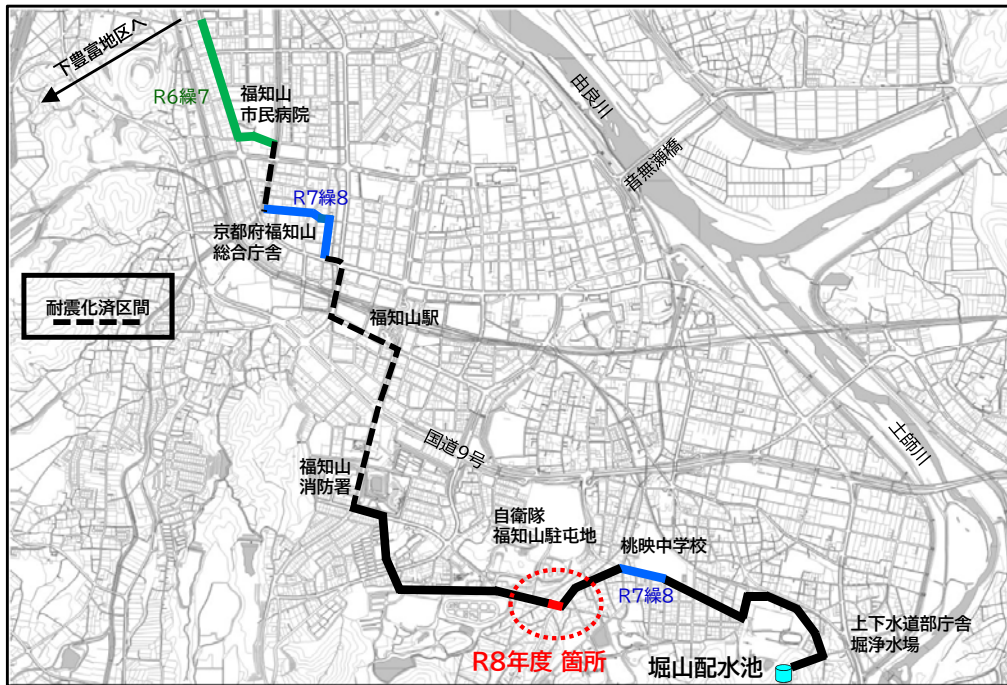 下豊富地区へ
R6繰7
福知山
市民病院
由良川
音無瀬橋
R7繰8
京都府福知山
総合庁舎
耐震化済区間
福知山駅
国道9号
土師川
福知山
消防署
自衛隊
福知山駐屯地
桃映中学校
R7繰8
上下水道部庁舎
堀浄水場
R8年度 箇所
堀山配水池